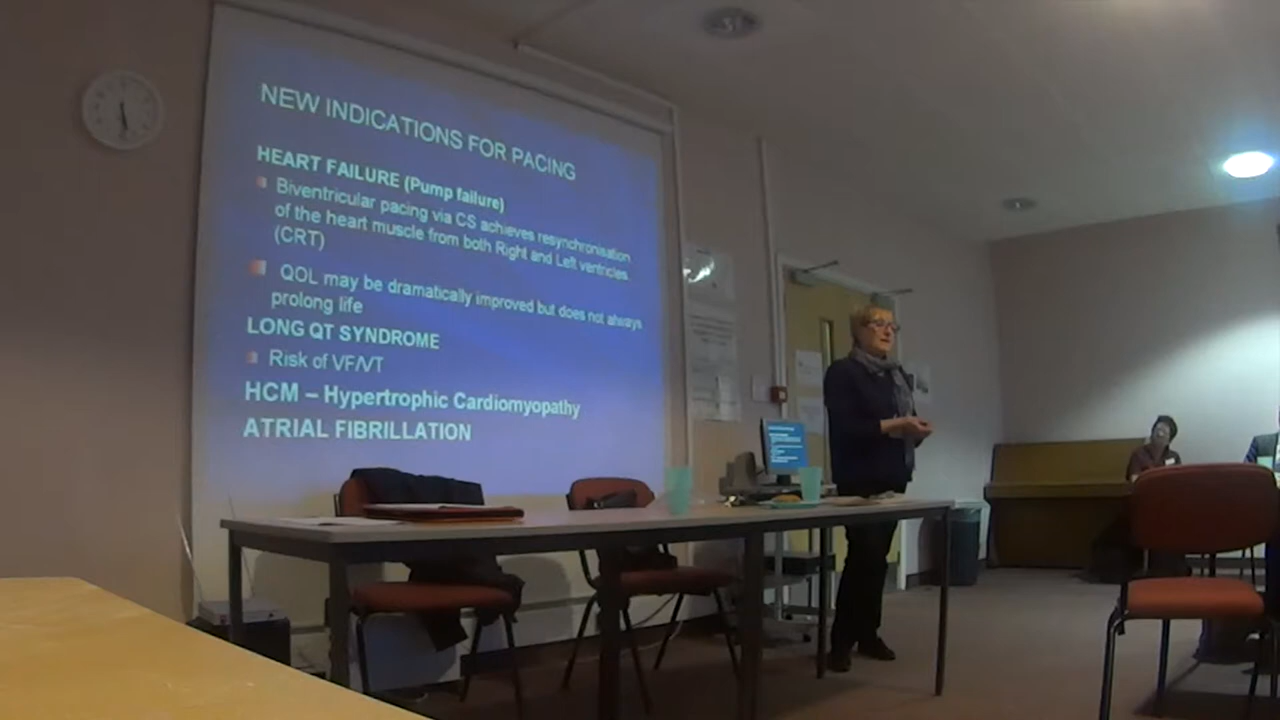 NEW INDICATIONS FOR PACING
HEART FAILURE (Pump failure)
Biventricular pacing via CS achieves resynchronisation
of the heart muscle from both Right and Left ventricles.
(CRT)
QOL may be dramatically improved but does not always
prolong life
LONG QT SYNDROME
Risk of VF/VT
HCM – Hypertrophic Cardiomyopathy
ATRIAL FIBRILLATION